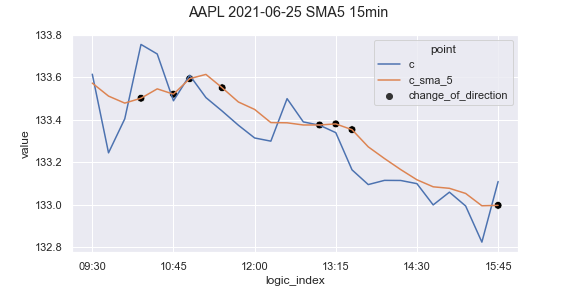 AAPL 2021-06-25 SMA5 15min
point
c
c_sma_5
change_of_direction
value
133.8
133.6
133.4
133.2
133.0
132.8
09:30 10:45 12:00 13:15 14:30 15:45
logic_index